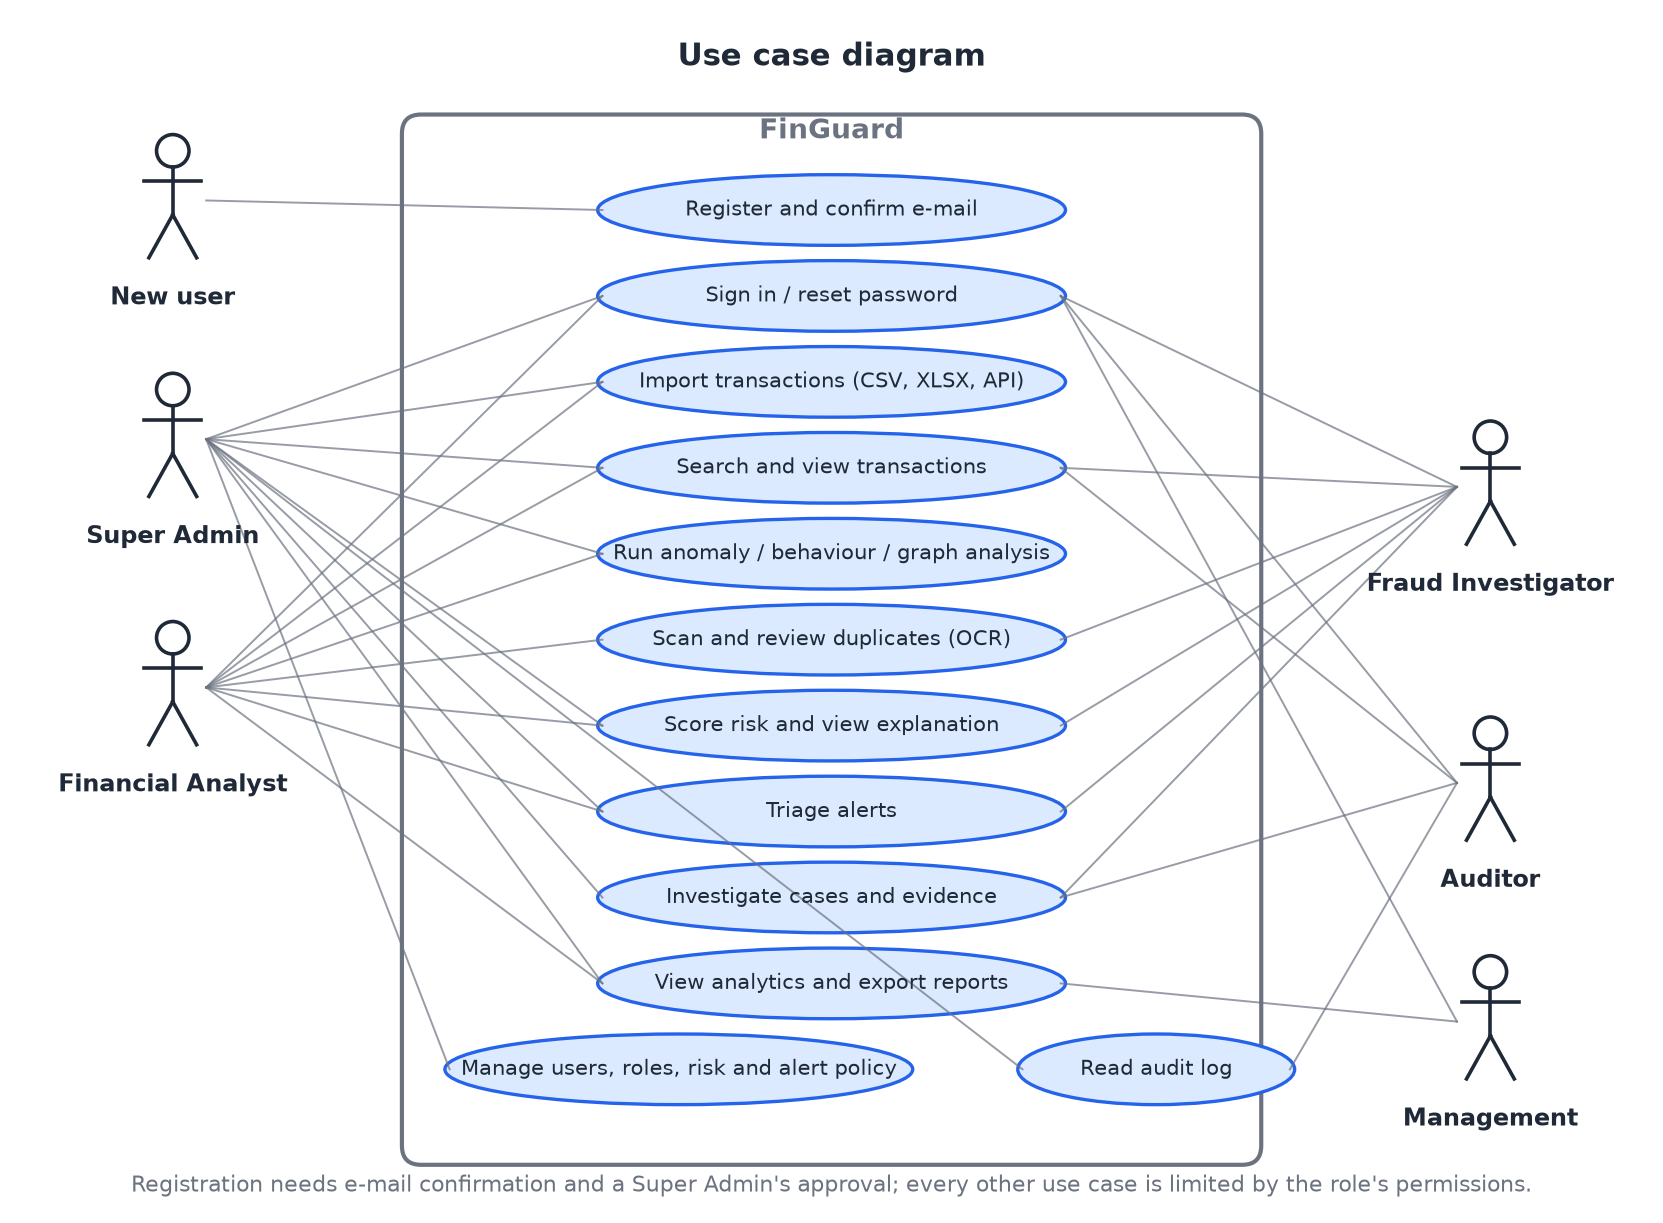 Use case diagram
FinGuard
New user
Super Admin
Financial Analyst
Register and confirm e-mail
Sign in / reset password
Import transactions (CSV, XLSX, API)
Search and view transactions
Run anomaly / behaviour / graph analysis
Scan and review duplicates (OCR)
Score risk and view explanation
Triage alerts
Investigate cases and evidence
View analytics and export reports
Manage users, roles, risk and alert policy
Read audit log
Fraud Investigator
Auditor
Management
Registration needs e-mail confirmation and a Super Admin's approval; every other use case is limited by the role's permissions.